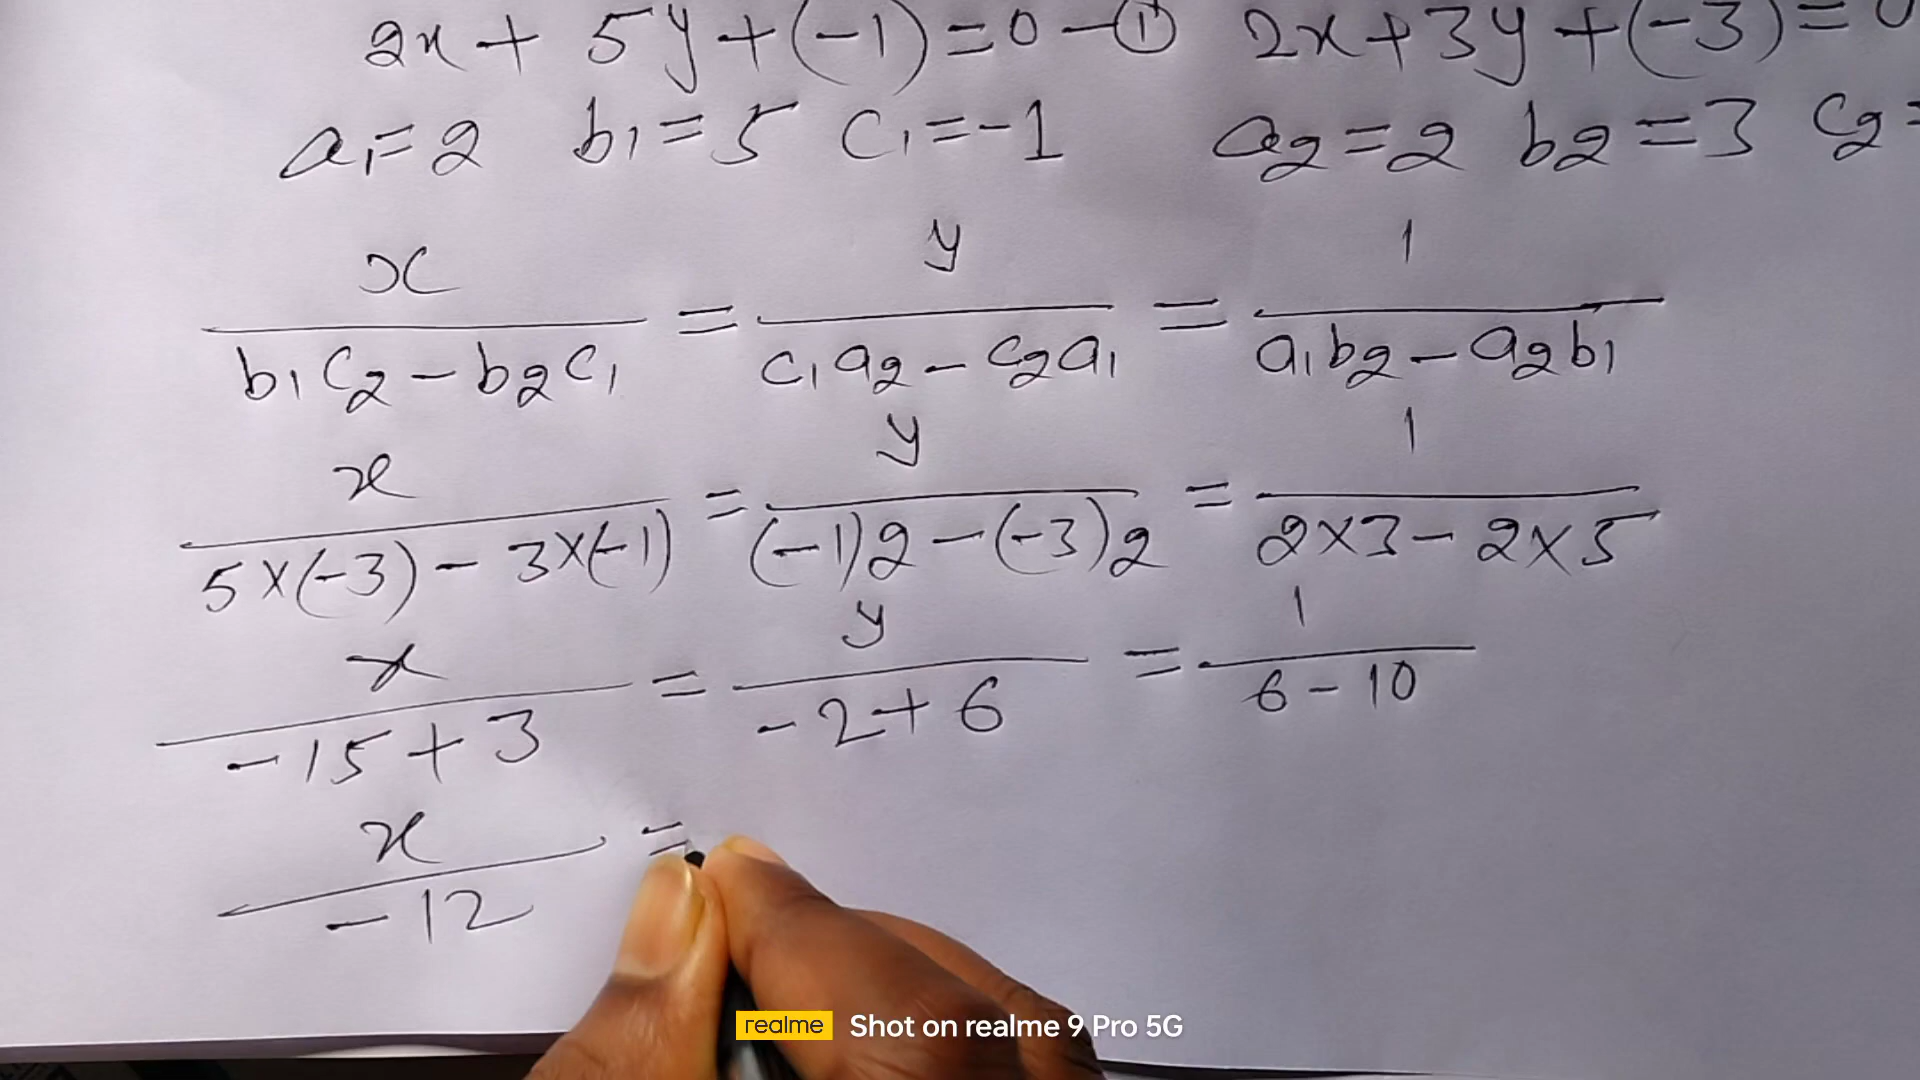 2x + 5y + (-1) = 0 - ① 2x + 3y + (-3) = 0
a₁ = 2 b₁ = 5 c₁ = -1 a₂ = 2 b₂ = 3 c₂ =
x y 1
b₁c₂ - b₂c₁ = c₁a₂ - c₂a₁ = a₁b₂ - a₂b₁
x y 1
5×(-3) - 3×(-1) = (-1)2 - (-3)2 = 2×3 - 2×5
x y 1
-15+3 = -2+6 = 6-10
x =
-12
realme Shot on realme 9 Pro 5G